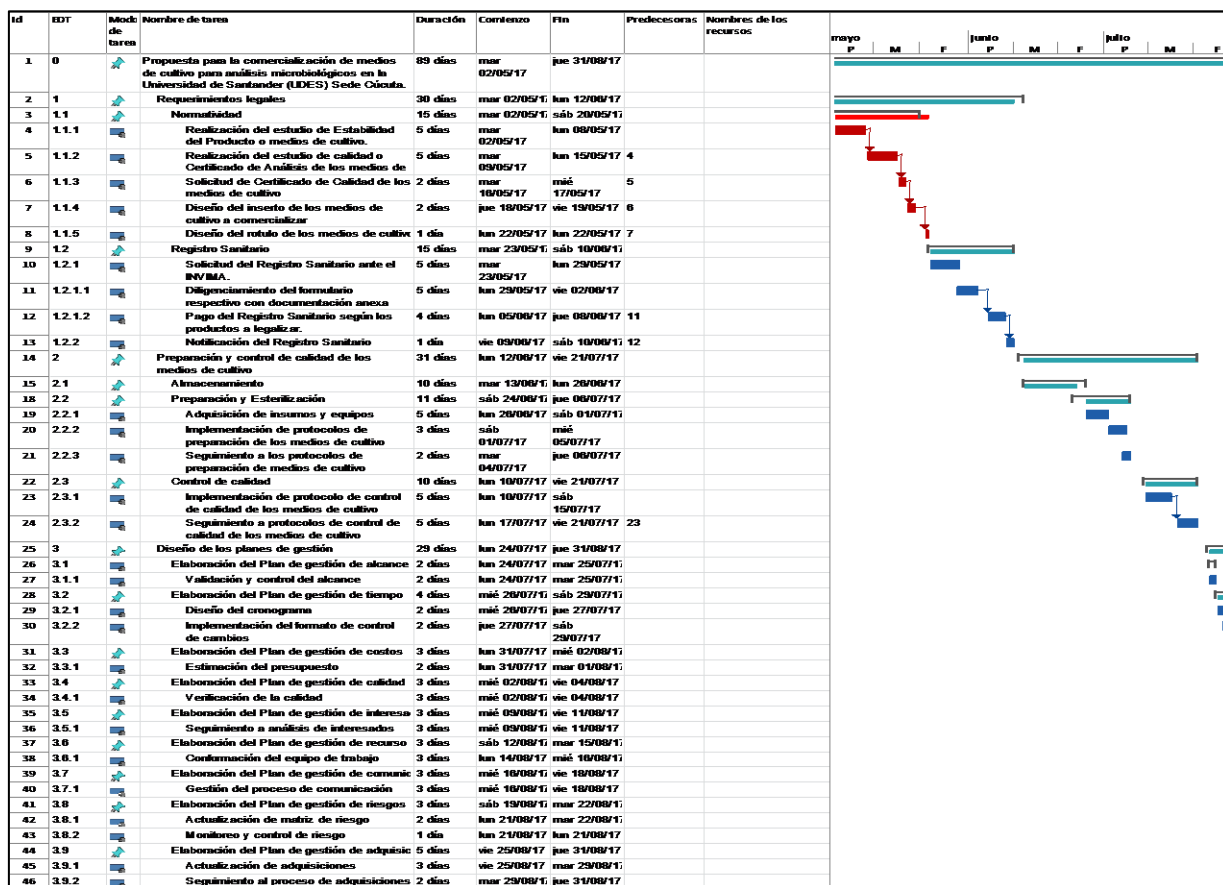 Id EDT Modo de tarea Nombre de tarea Duración Comienzo Fin Predecesoras Nombres de los recursos
mayo junio julio
P M F P M F P M F
1 0 Propuesta para la comercialización de medios de cultivo para análisis microbiológicos en la Universidad de Santander (UDES) Sede Cúcuta. 89 días mar 02/05/17 jue 31/08/17
2 1 Requerimientos legales 30 días mar 02/05/1 lun 12/06/17
3 1.1 Normatividad 15 días mar 02/05/1 sáb 20/05/17
4 1.1.1 Realización del estudio de Estabilidad del Producto o medios de cultivo. 5 días mar 02/05/17 lun 08/05/17
5 1.1.2 Realización del estudio de calidad o Certificado de Análisis de los medios de 5 días mar 09/05/17 lun 15/05/17 4
6 1.1.3 Solicitud de Certificado de Calidad de los medios de cultivo 2 días mar 16/05/17 mié 17/05/17 5
7 1.1.4 Diseño del inserto de los medios de cultivo a comercializar 2 días jue 18/05/17 vie 19/05/17 6
8 1.1.5 Diseño del rotulo de los medios de cultivo 1 día lun 22/05/17 lun 22/05/17 7
9 1.2 Registro Sanitario 15 días mar 23/05/1 sáb 10/06/17
10 1.2.1 Solicitud del Registro Sanitario ante el INVIMA. 5 días mar 23/05/17 lun 29/05/17
11 1.2.1.1 Diligenciamiento del formulario respectivo con documentación anexa 5 días lun 29/05/17 vie 02/06/17
12 1.2.1.2 Pago del Registro Sanitario según los productos a legalizar. 4 días lun 05/06/17 jue 08/06/17 11
13 1.2.2 Notificación del Registro Sanitario 1 día vie 09/06/17 sáb 10/06/17 12
14 2 Preparación y control de calidad de los medios de cultivo 31 días lun 12/06/17 vie 21/07/17
15 2.1 Almacenamiento 10 días mar 13/06/1 lun 26/06/17
18 2.2 Preparación y Esterilización 11 días sáb 24/06/1 jue 06/07/17
19 2.2.1 Adquisición de insumos y equipos 5 días lun 26/06/1 sáb 01/07/17
20 2.2.2 Implementación de protocolos de preparación de los medios de cultivo 3 días sáb 01/07/17 mié 05/07/17
21 2.2.3 Seguimiento a los protocolos de preparación de medios de cultivo 2 días mar 04/07/17 jue 06/07/17
22 2.3 Control de calidad 10 días lun 10/07/17 vie 21/07/17
23 2.3.1 Implementación de protocolo de control de calidad de los medios de cultivo 5 días lun 10/07/17 sáb 15/07/17
24 2.3.2 Seguimiento a protocolos de control de calidad de los medios de cultivo 5 días lun 17/07/17 vie 21/07/17 23
25 3 Diseño de los planes de gestión 29 días lun 24/07/17 jue 31/08/17
26 3.1 Elaboración del Plan de gestión de alcance 2 días lun 24/07/17 mar 25/07/17
27 3.1.1 Validación y control del alcance 2 días lun 24/07/17 mar 25/07/17
28 3.2 Elaboración del Plan de gestión de tiempo 4 días mié 26/07/1 sáb 29/07/17
29 3.2.1 Diseño del cronograma 2 días mié 26/07/1 jue 27/07/17
30 3.2.2 Implementación del formato de control de cambios 2 días jue 27/07/17 sáb 29/07/17
31 3.3 Elaboración del Plan de gestión de costos 3 días lun 31/07/17 mié 02/08/17
32 3.3.1 Estimación del presupuesto 2 días lun 31/07/17 mar 01/08/17
33 3.4 Elaboración del Plan de gestión de calidad 3 días mié 02/08/1 vie 04/08/17
34 3.4.1 Verificación de la calidad 3 días mié 02/08/1 vie 04/08/17
35 3.5 Elaboración del Plan de gestión de interesa 3 días mié 09/08/1 vie 11/08/17
36 3.5.1 Seguimiento a análisis de interesados 3 días mié 09/08/1 vie 11/08/17
37 3.6 Elaboración del Plan de gestión de recurso 3 días sáb 12/08/1 mar 15/08/17
38 3.6.1 Conformación del equipo de trabajo 3 días lun 14/08/17 mié 16/08/17
39 3.7 Elaboración del Plan de gestión de comunic 3 días mié 16/08/1 vie 18/08/17
40 3.7.1 Gestión del proceso de comunicación 3 días mié 16/08/1 vie 18/08/17
41 3.8 Elaboración del Plan de gestión de riesgos 3 días sáb 19/08/1 mar 22/08/17
42 3.8.1 Actualización de matriz de riesgo 2 días lun 21/08/17 mar 22/08/17
43 3.8.2 Monitoreo y control de riesgo 1 día lun 21/08/17 lun 21/08/17
44 3.9 Elaboración del Plan de gestión de adquisic 5 días vie 25/08/17 jue 31/08/17
45 3.9.1 Actualización de adquisiciones 3 días vie 25/08/17 mar 29/08/17
46 3.9.2 Seguimiento al proceso de adquisiciones 2 días mar 29/08/1 jue 31/08/17